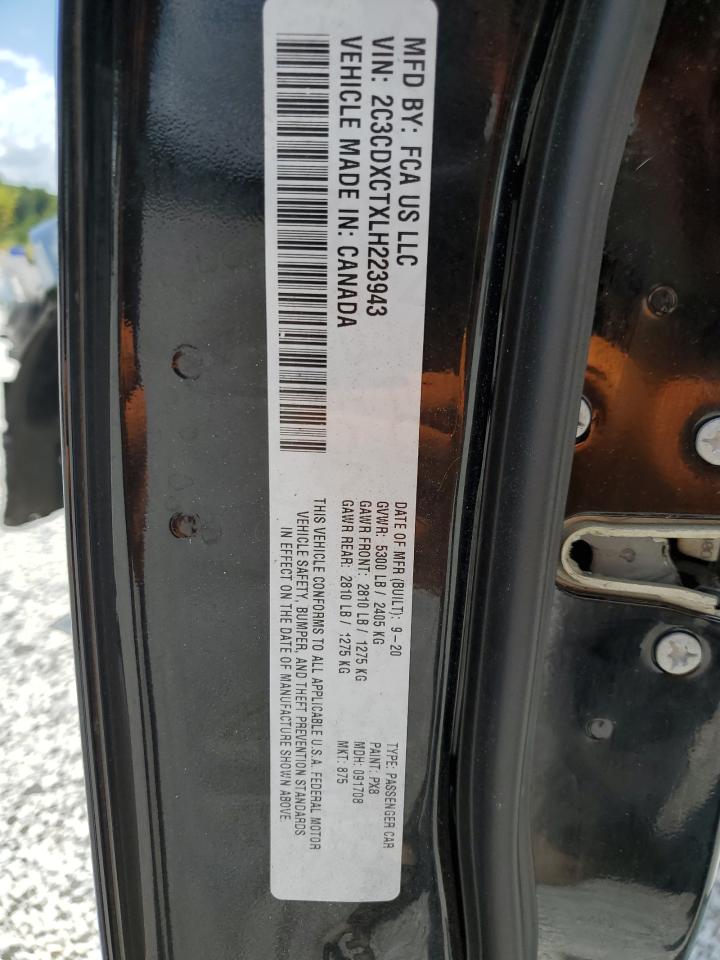 MFD BY: FCA US LLC
VIN: 2C3CDXCTXLH223943
VEHICLE MADE IN: CANADA
DATE OF MFR (BUILT): 9-20
GVWR: 5300 LB / 2405 KG
GAWR FRONT: 2810 LB / 1275 KG
GAWR REAR: 2810 LB / 1275 KG
TYPE: PASSENGER CAR
PAINT: PX8
MDH: 091708
MKT: 875
THIS VEHICLE CONFORMS TO ALL APPLICABLE U.S.A. FEDERAL MOTOR
VEHICLE SAFETY, BUMPER, AND THEFT PREVENTION STANDARDS
IN EFFECT ON THE DATE OF MANUFACTURE SHOWN ABOVE.